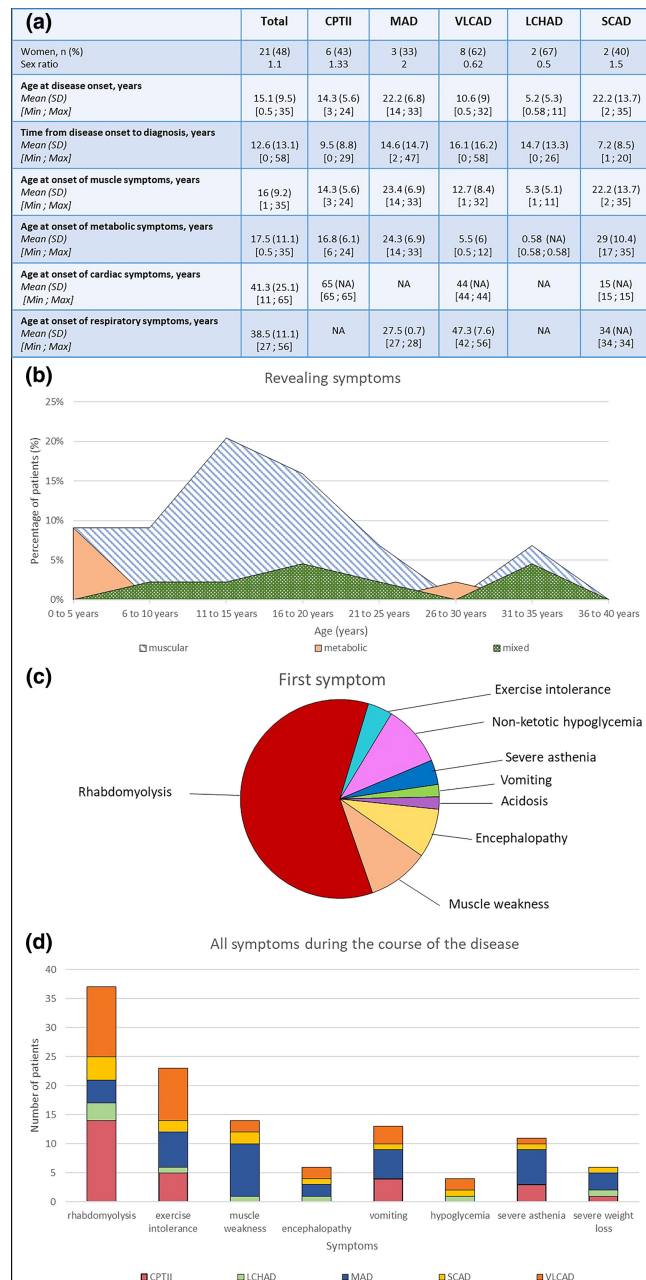 (a)
Total CPTII MAD VLCAD LCHAD SCAD
Women, n (%) 21 (48) 6 (43) 3 (33) 8 (62) 2 (67) 2 (40)
Sex ratio 1.1 1.33 2 0.62 0.5 1.5
Age at disease onset, years
Mean (SD) 15.1 (9.5) 14.3 (5.6) 22.2 (6.8) 10.6 (9) 5.2 (5.3) 22.2 (13.7)
[Min ; Max] [0.5 ; 35] [3 ; 24] [14 ; 33] [0.5 ; 32] [0.58 ; 11] [2 ; 35]
Time from disease onset to diagnosis, years
Mean (SD) 12.6 (13.1) 9.5 (8.8) 14.6 (14.7) 16.1 (16.2) 14.7 (13.3) 7.2 (8.5)
[Min ; Max] [0 ; 58] [0 ; 29] [2 ; 47] [0 ; 58] [0 ; 26] [1 ; 20]
Age at onset of muscle symptoms, years
Mean (SD) 16 (9.2) 14.3 (5.6) 23.4 (6.9) 12.7 (8.4) 5.3 (5.1) 22.2 (13.7)
[Min ; Max] [1 ; 35] [3 ; 24] [14 ; 33] [1 ; 32] [1 ; 11] [2 ; 35]
Age at onset of metabolic symptoms, years
Mean (SD) 17.5 (11.1) 16.8 (6.1) 24.3 (6.9) 5.5 (6) 0.58 (NA) 29 (10.4)
[Min ; Max] [0.5 ; 35] [6 ; 24] [14 ; 33] [0.5 ; 12] [0.58 ; 0.58] [17 ; 35]
Age at onset of cardiac symptoms, years
Mean (SD) 41.3 (25.1) 65 (NA) NA 44 (NA) NA 15 (NA)
[Min ; Max] [11 ; 65] [65 ; 65] [44 ; 44] [15 ; 15]
Age at onset of respiratory symptoms, years
Mean (SD) 38.5 (11.1) NA 27.5 (0.7) 47.3 (7.6) NA 34 (NA)
[Min ; Max] [27 ; 56] [27 ; 28] [42 ; 56] [34 ; 34]
(b)
Revealing symptoms
Percentage of patients (%)
25%
20%
15%
10%
5%
0%
0 to 5 years 6 to 10 years 11 to 15 years 16 to 20 years 21 to 25 years 26 to 30 years 31 to 35 years 36 to 40 years
Age (years)
muscular metabolic mixed
(c)
First symptom
Exercise intolerance
Non-ketotic hypoglycemia
Severe asthenia
Vomiting
Acidosis
Encephalopathy
Muscle weakness
Rhabdomyolysis
(d)
All symptoms during the course of the disease
Number of patients
40
35
30
25
20
15
10
5
0
rhabdomyolysis exercise intolerance muscle weakness encephalopathy vomiting hypoglycemia severe asthenia severe weight loss
Symptoms
CPTII LCHAD MAD SCAD VLCAD